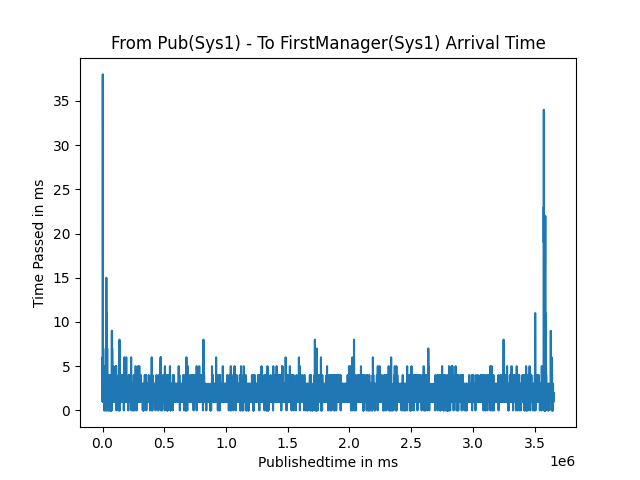 From Pub(Sys1) - To FirstManager(Sys1) Arrival Time
35
30
25
20
15
10
5
0
Time Passed in ms
0.0 0.5 1.0 1.5 2.0 2.5 3.0 3.5
1e6
Publishedtime in ms